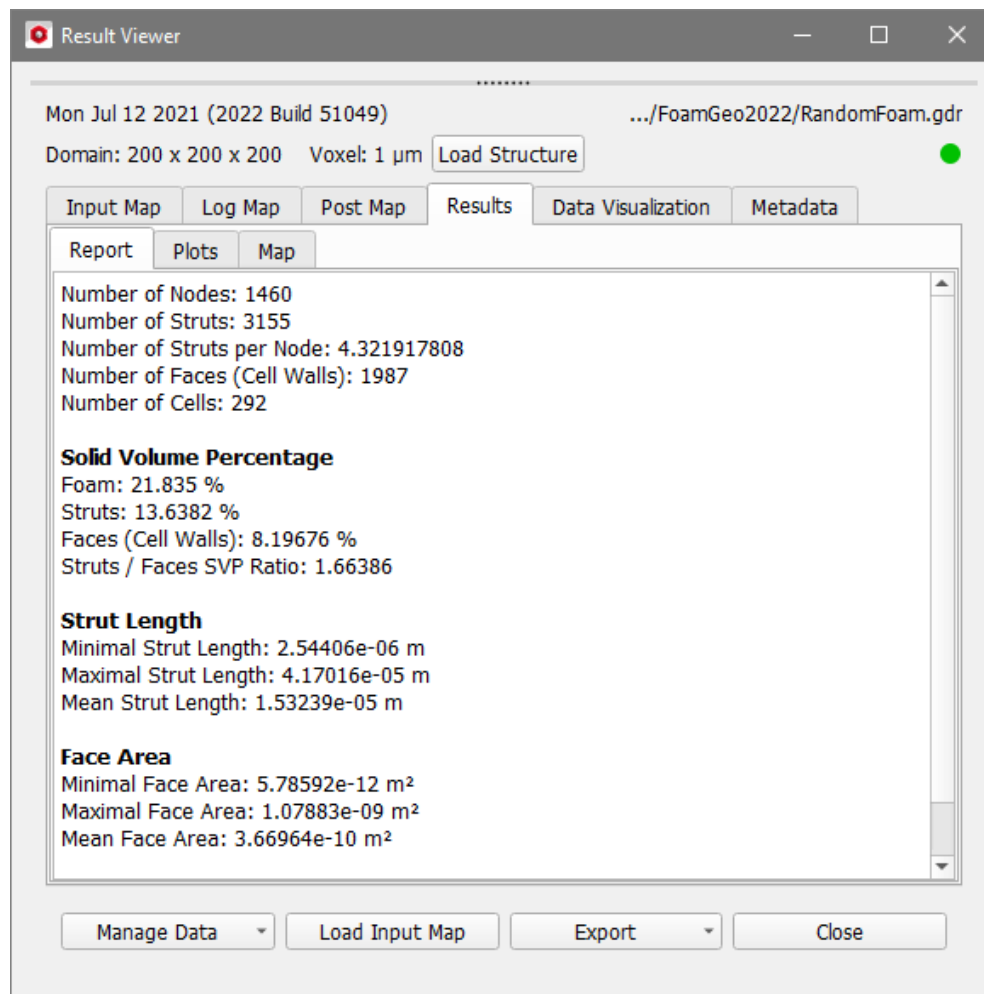 Result Viewer
Mon Jul 12 2021 (2022 Build 51049) .../FoamGeo2022/RandomFoam.gdr
Domain: 200 x 200 x 200 Voxel: 1 µm Load Structure
Input Map Log Map Post Map Results Data Visualization Metadata
Report Plots Map
Number of Nodes: 1460
Number of Struts: 3155
Number of Struts per Node: 4.321917808
Number of Faces (Cell Walls): 1987
Number of Cells: 292
Solid Volume Percentage
Foam: 21.835 %
Struts: 13.6382 %
Faces (Cell Walls): 8.19676 %
Struts / Faces SVP Ratio: 1.66386
Strut Length
Minimal Strut Length: 2.54406e-06 m
Maximal Strut Length: 4.17016e-05 m
Mean Strut Length: 1.53239e-05 m
Face Area
Minimal Face Area: 5.78592e-12 m²
Maximal Face Area: 1.07883e-09 m²
Mean Face Area: 3.66964e-10 m²
Manage Data Load Input Map Export Close